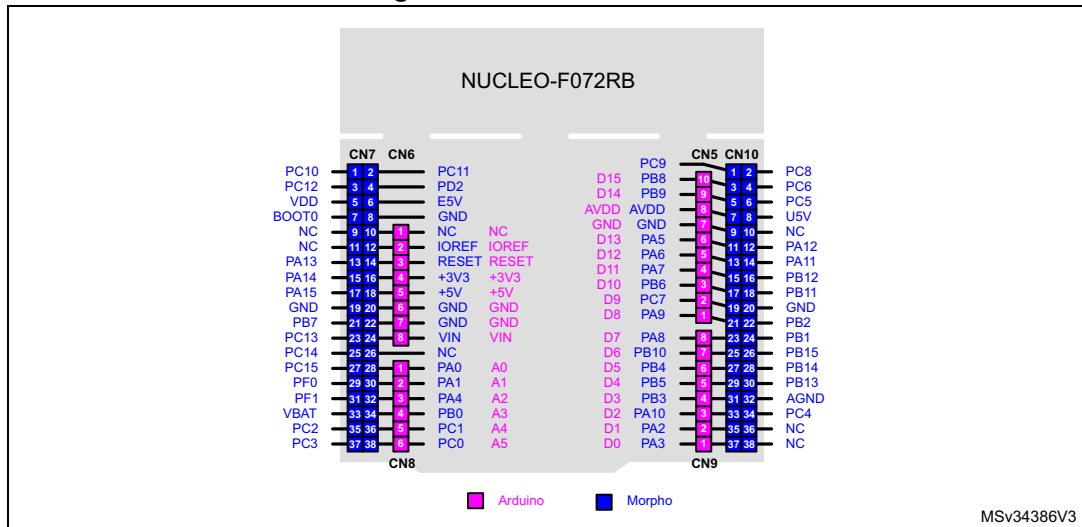 NUCLEO-F072RB
CN7 CN6 CN5 CN10
PC9
PC10 1 2 PC11 1 2 PC8
PC12 3 4 PD2 D15 PB8 10 3 4 PC6
VDD 5 6 E5V D14 PB9 9 5 6 PC5
BOOT0 7 8 GND AVDD AVDD 8 7 8 U5V
NC 9 10 1 NC NC GND GND 7 9 10 NC
NC 11 12 2 IOREF IOREF D13 PA5 6 11 12 PA12
PA13 13 14 3 RESET RESET D12 PA6 5 13 14 PA11
PA14 15 16 4 +3V3 +3V3 D11 PA7 4 15 16 PB12
PA15 17 18 5 +5V +5V D10 PB6 3 17 18 PB11
GND 19 20 6 GND GND D9 PC7 2 19 20 GND
PB7 21 22 7 GND GND D8 PA9 1 21 22 PB2
PC13 23 24 8 VIN VIN D7 PA8 8 23 24 PB1
PC14 25 26 NC D6 PB10 7 25 26 PB15
PC15 27 28 1 PA0 A0 D5 PB4 6 27 28 PB14
PF0 29 30 2 PA1 A1 D4 PB5 5 29 30 PB13
PF1 31 32 3 PA4 A2 D3 PB3 4 31 32 AGND
VBAT 33 34 4 PB0 A3 D2 PA10 3 33 34 PC4
PC2 35 36 5 PC1 A4 D1 PA2 2 35 36 NC
PC3 37 38 6 PC0 A5 D0 PA3 1 37 38 NC
CN8 CN9
Arduino Morpho
MSv34386V3